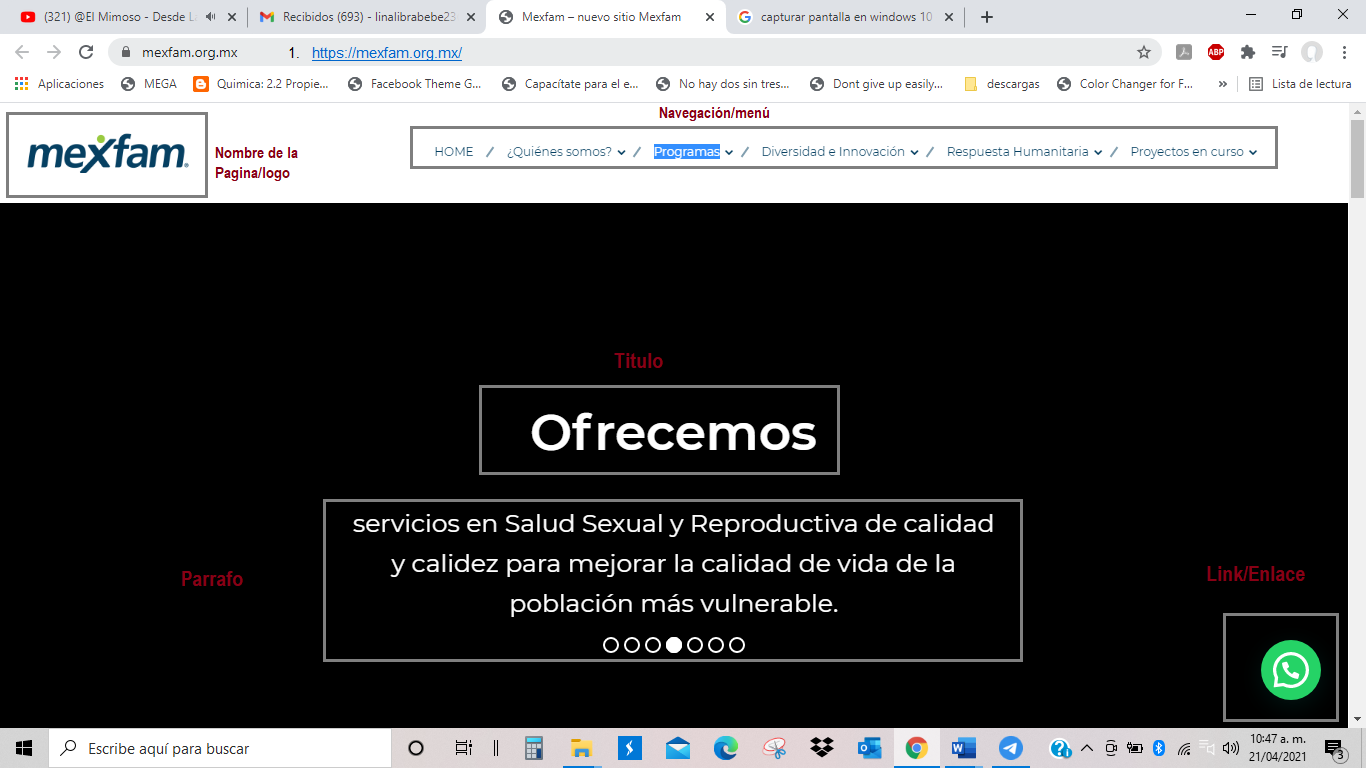 (321) @El Mimoso - Desde La
Recibidos (693) - linalibrabebe23
Mexfam – nuevo sitio Mexfam
capturar pantalla en windows 10
mexfam.org.mx
1. https://mexfam.org.mx/
ABP
Aplicaciones
MEGA
Quimica: 2.2 Propie...
Facebook Theme G...
Capacítate para el e...
No hay dos sin tres...
Dont give up easily...
descargas
Color Changer for F...
»
Lista de lectura
Navegación/menú
mexfam®
Nombre de la
Pagina/logo
HOME / ¿Quiénes somos? / Programas / Diversidad e Innovación / Respuesta Humanitaria / Proyectos en curso
Titulo
Ofrecemos
servicios en Salud Sexual y Reproductiva de calidad
y calidez para mejorar la calidad de vida de la
población más vulnerable.
Parrafo
Link/Enlace
Escribe aquí para buscar
10:47 a. m.
21/04/2021
3